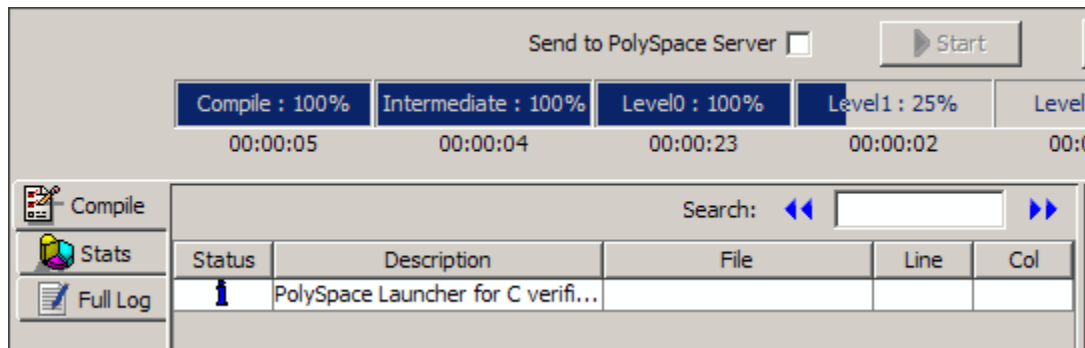 Send to PolySpace Server Start
Compile : 100% Intermediate : 100% Level0 : 100% Level1 : 25% Level
00:00:05 00:00:04 00:00:23 00:00:02 00:
Compile Search:
Stats Status Description File Line Col
Full Log PolySpace Launcher for C verifi...